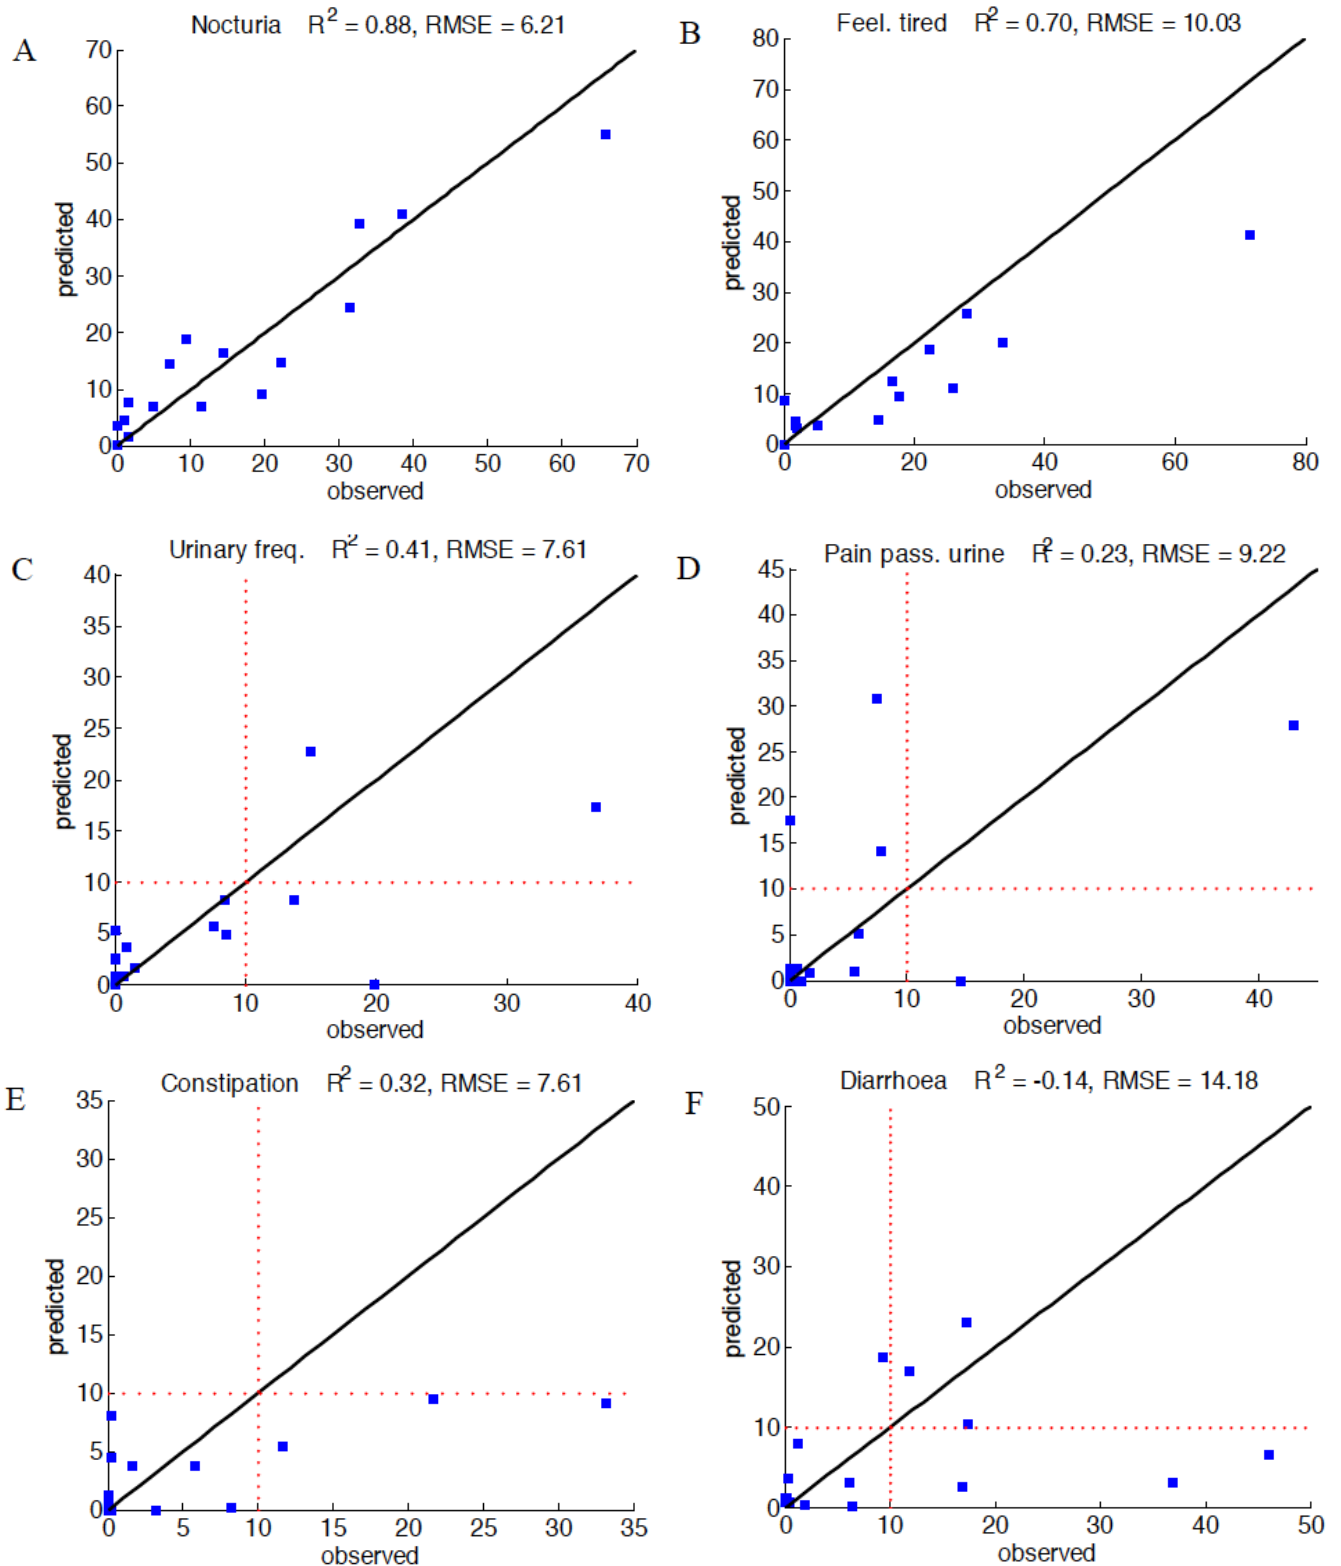 A
Nocturia R2 = 0.88, RMSE = 6.21
70
60
50
40
30
20
10
0
predicted
0 10 20 30 40 50 60 70
observed
B
Feel. tired R2 = 0.70, RMSE = 10.03
80
70
60
50
40
30
20
10
0
predicted
0 20 40 60 80
observed
C
Urinary freq. R2 = 0.41, RMSE = 7.61
40
35
30
25
20
15
10
5
0
predicted
0 10 20 30 40
observed
D
Pain pass. urine R2 = 0.23, RMSE = 9.22
45
40
35
30
25
20
15
10
5
0
predicted
0 10 20 30 40
observed
E
Constipation R2 = 0.32, RMSE = 7.61
35
30
25
20
15
10
5
0
predicted
0 5 10 15 20 25 30 35
observed
F
Diarrhoea R2 = -0.14, RMSE = 14.18
50
40
30
20
10
0
predicted
0 10 20 30 40 50
observed